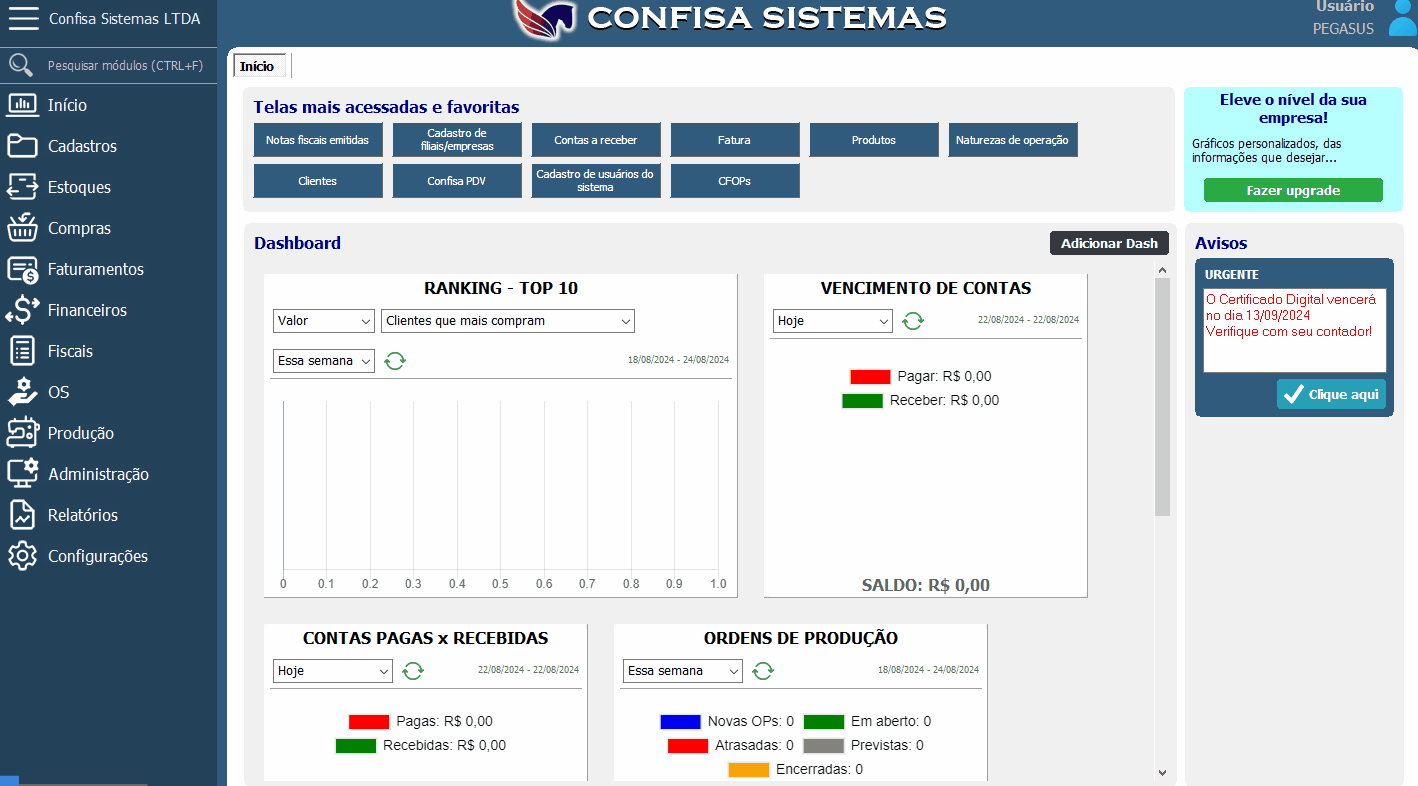 Confisa Sistemas LTDA
CONFISA SISTEMAS
Usuário
PEGASUS
Pesquisar módulos (CTRL+F)
Início
Cadastros
Estoques
Compras
Faturamentos
Financeiros
Fiscais
OS
Produção
Administração
Relatórios
Configurações
Início
Telas mais acessadas e favoritas
Notas fiscais emitidas
Cadastro de
filiais/empresas
Contas a receber
Fatura
Produtos
Naturezas de operação
Clientes
Confisa PDV
Cadastro de usuários do
sistema
CFOPs
Eleve o nível da sua
empresa!
Gráficos personalizados, das
informações que desejar...
Fazer upgrade
Dashboard
Adicionar Dash
RANKING - TOP 10
Valor
Clientes que mais compram
Essa semana
18/08/2024 - 24/08/2024
0 0.1 0.2 0.3 0.4 0.5 0.6 0.7 0.8 0.9 1.0
VENCIMENTO DE CONTAS
Hoje
22/08/2024 - 22/08/2024
Pagar: R$ 0,00
Receber: R$ 0,00
SALDO: R$ 0,00
CONTAS PAGAS x RECEBIDAS
Hoje
22/08/2024 - 22/08/2024
Pagas: R$ 0,00
Recebidas: R$ 0,00
ORDENS DE PRODUÇÃO
Essa semana
18/08/2024 - 24/08/2024
Novas OPs: 0 Em aberto: 0
Atrasadas: 0 Previstas: 0
Encerradas: 0
Avisos
URGENTE
O Certificado Digital vencerá
no dia 13/09/2024
Verifique com seu contador!
Clique aqui